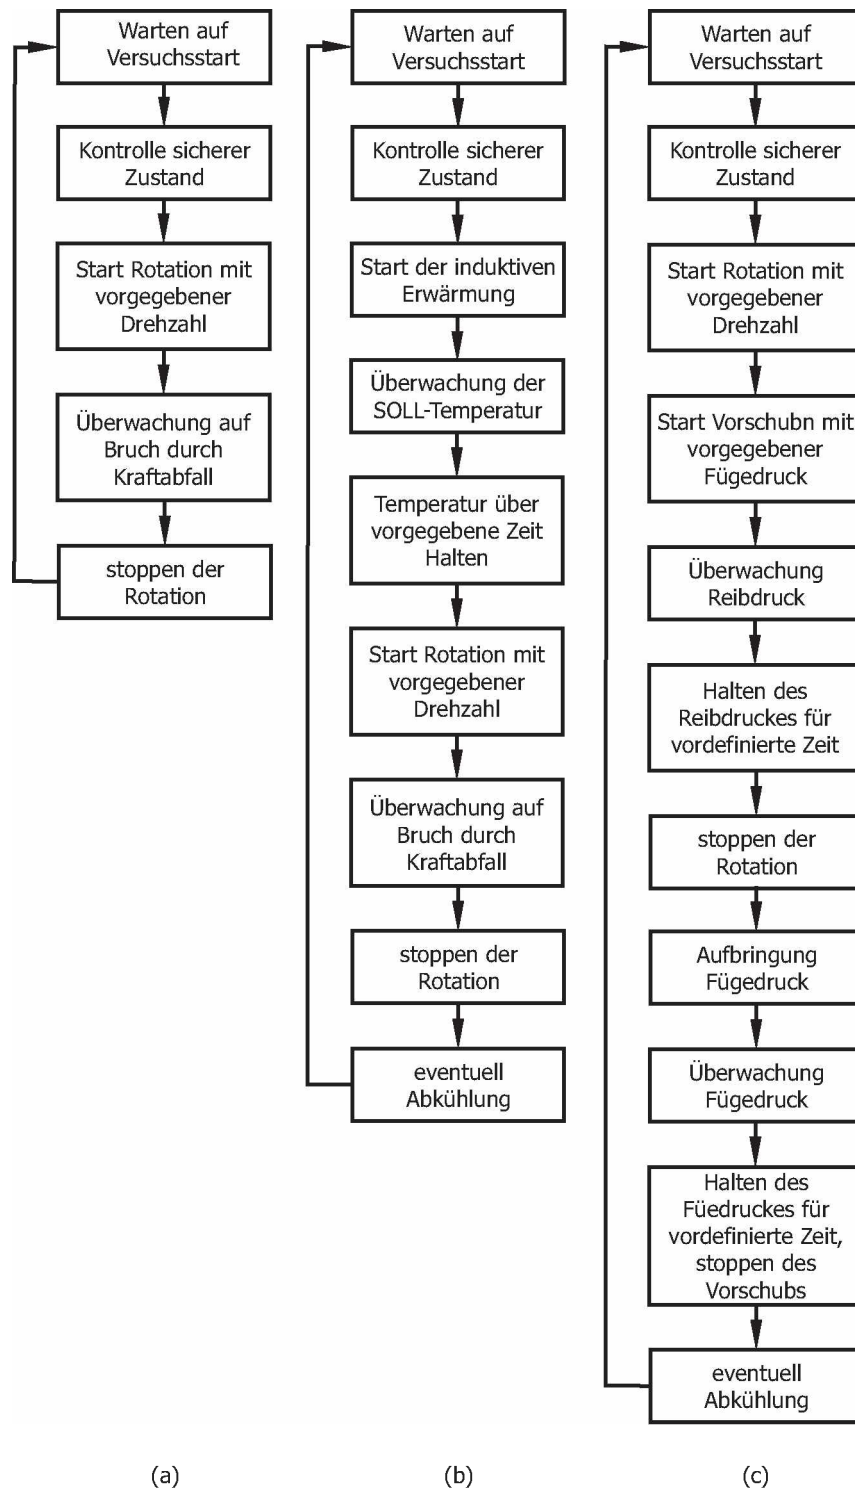 Warten auf
Versuchsstart
Kontrolle sicherer
Zustand
Start Rotation mit
vorgegebener
Drehzahl
Überwachung auf
Bruch durch
Kraftabfall
stoppen der
Rotation
(a)
Warten auf
Versuchsstart
Kontrolle sicherer
Zustand
Start der induktiven
Erwärmung
Überwachung der
SOLL-Temperatur
Temperatur über
vorgegebene Zeit
Halten
Start Rotation mit
vorgegebener
Drehzahl
Überwachung auf
Bruch durch
Kraftabfall
stoppen der
Rotation
eventuell
Abkühlung
(b)
Warten auf
Versuchsstart
Kontrolle sicherer
Zustand
Start Rotation mit
vorgegebener
Drehzahl
Start Vorschubn mit
vorgegebener
Fügedruck
Überwachung
Reibdruck
Halten des
Reibdruckes für
vordefinierte Zeit
stoppen der
Rotation
Aufbringung
Fügedruck
Überwachung
Fügedruck
Halten des
Füedruckes für
vordefinierte Zeit,
stoppen des
Vorschubs
eventuell
Abkühlung
(c)